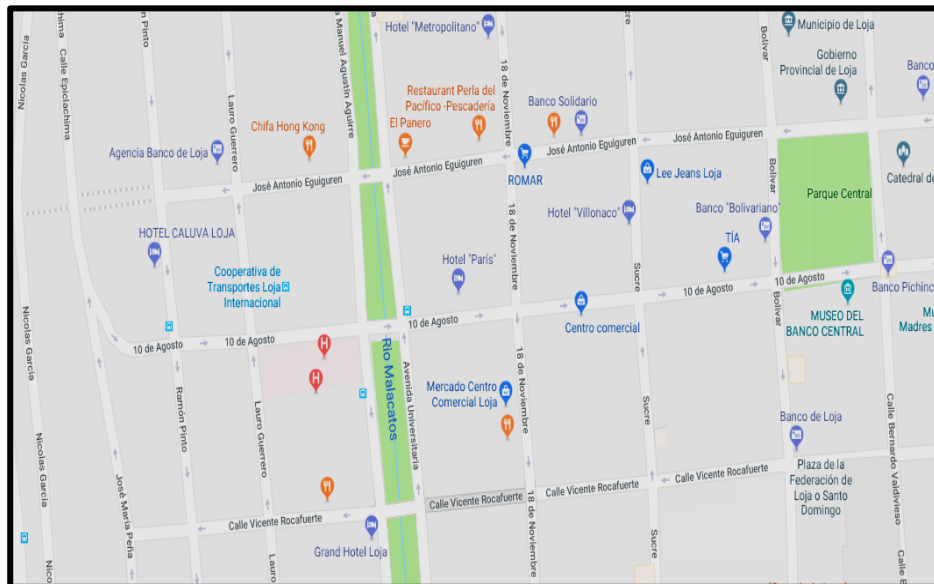 Nicolas García
Calle Epiclachima
Ramón Pinto
Lauro Guerrero
Manuel Agustín Aguirre
Hotel "Metropolitano"
18 de Noviembre
Sucre
Bolívar
Municipio de Loja
Gobierno
Provincial de Loja
Banco
Restaurant Perla del
Pacífico -Pescadería
El Panero
Banco Solidario
Chifa Hong Kong
Agencia Banco de Loja
José Antonio Eguiguren
José Antonio Eguiguren
José Antonio Eguiguren
José Antonio Eguiguren
ROMAR
Lee Jeans Loja
Catedral de
Parque Central
Bolívar
Banco "Bolivariano"
Hotel "Villonaco"
18 de Noviembre
HOTEL CALUVA LOJA
TÍA
Hotel "París"
Sucre
Cooperativa de
Transportes Loja
Internacional
10 de Agosto
10 de Agosto
10 de Agosto
10 de Agosto
10 de Agosto
Banco Pichinc
MUSEO DEL
BANCO CENTRAL
Mu
Madres
Centro comercial
Bolívar
Nicolas García
Rio Malacatos
Avenida Universitaria
18 de Noviembre
Mercado Centro
Comercial Loja
Sucre
Ramón Pinto
Lauro Guerrero
H
H
Banco de Loja
Calle Bernardo Valdivieso
Nicolas García
José María Peña
Plaza de la
Federación de
Loja o Santo
Domingo
Calle Vicente Rocafuerte
Calle Vicente Rocafuerte
Calle Vicente Rocafuerte
Calle Vicente Rocafuerte
Grand Hotel Loja
18 de Noviembre
Sucre
Lauro
Nico
Calle B